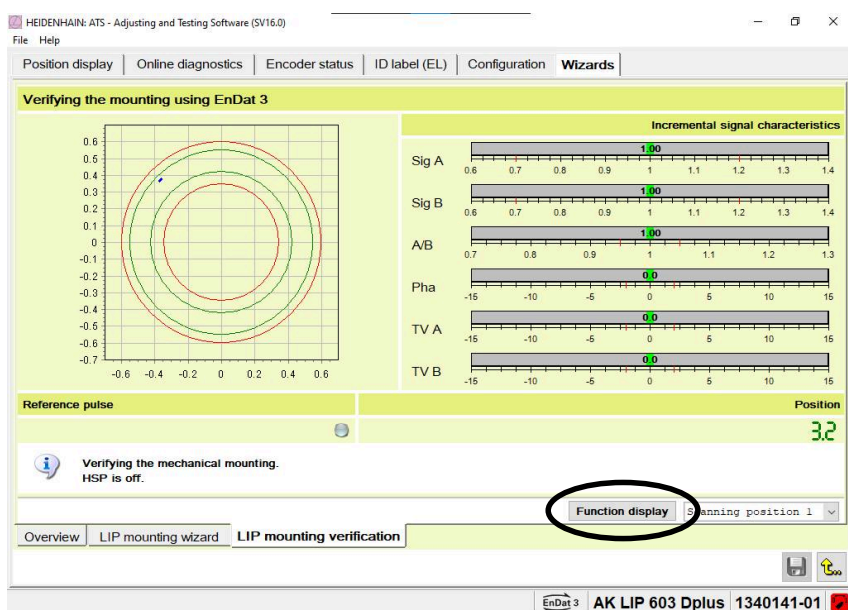 HEIDENHAIN: ATS - Adjusting and Testing Software (SV16.0)
File Help
Position display Online diagnostics Encoder status ID label (EL) Configuration Wizards
Verifying the mounting using EnDat 3
0.6
0.5
0.4
0.3
0.2
0.1
0
-0.1
-0.2
-0.3
-0.4
-0.5
-0.6
-0.7
-0.6 -0.4 -0.2 0 0.2 0.4 0.6
Incremental signal characteristics
Sig A
1.00
0.6 0.7 0.8 0.9 1 1.1 1.2 1.3 1.4
Sig B
1.00
0.6 0.7 0.8 0.9 1 1.1 1.2 1.3 1.4
A/B
1.00
0.7 0.8 0.9 1 1.1 1.2 1.3
Pha
0.0
-15 -10 -5 0 5 10 15
TV A
0.0
-15 -10 -5 0 5 10 15
TV B
0.0
-15 -10 -5 0 5 10 15
Reference pulse
Position
3.2
Verifying the mechanical mounting.
HSP is off.
Function display Scanning position 1
Overview LIP mounting wizard LIP mounting verification
EnDat 3 AK LIP 603 Dplus 1340141-01